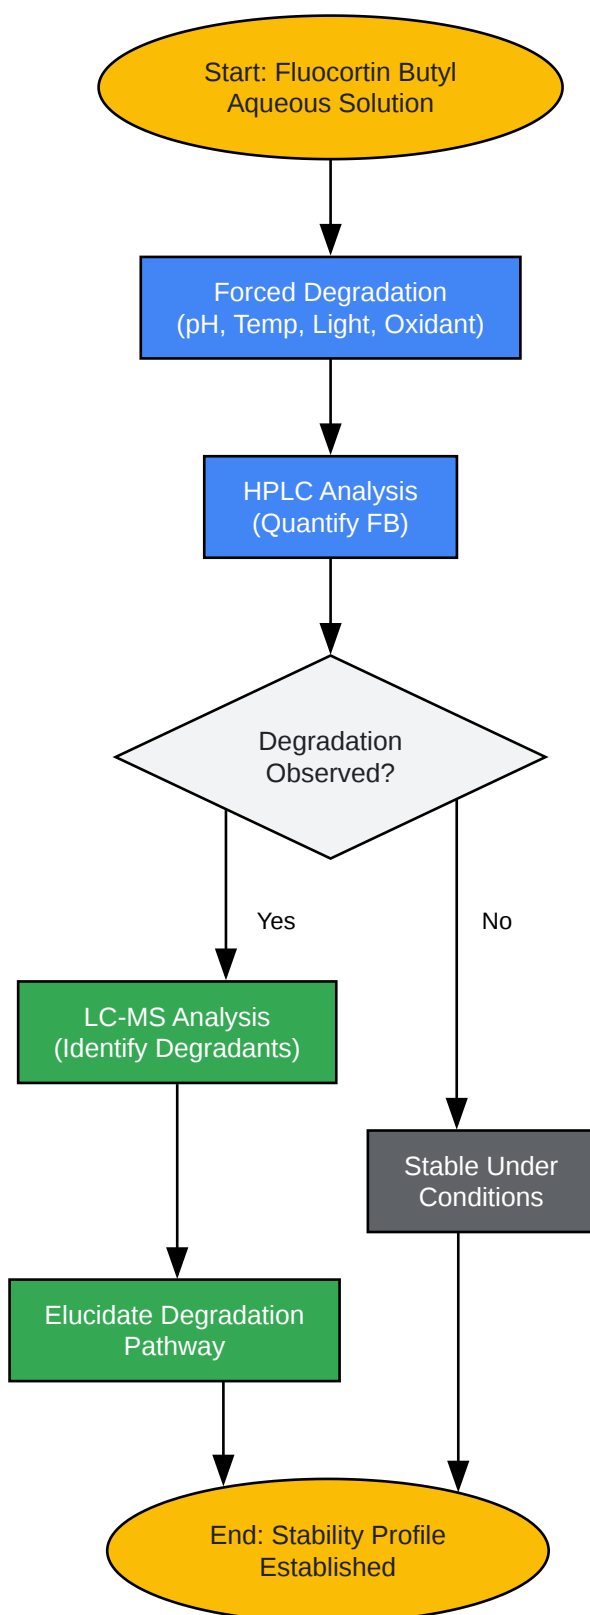 Start: Fluocortin Butyl
Aqueous Solution
Forced Degradation
(pH, Temp, Light, Oxidant)
HPLC Analysis
(Quantify FB)
Degradation
Observed?
Yes
No
LC-MS Analysis
(Identify Degradants)
Stable Under
Conditions
Elucidate Degradation
Pathway
End: Stability Profile
Established